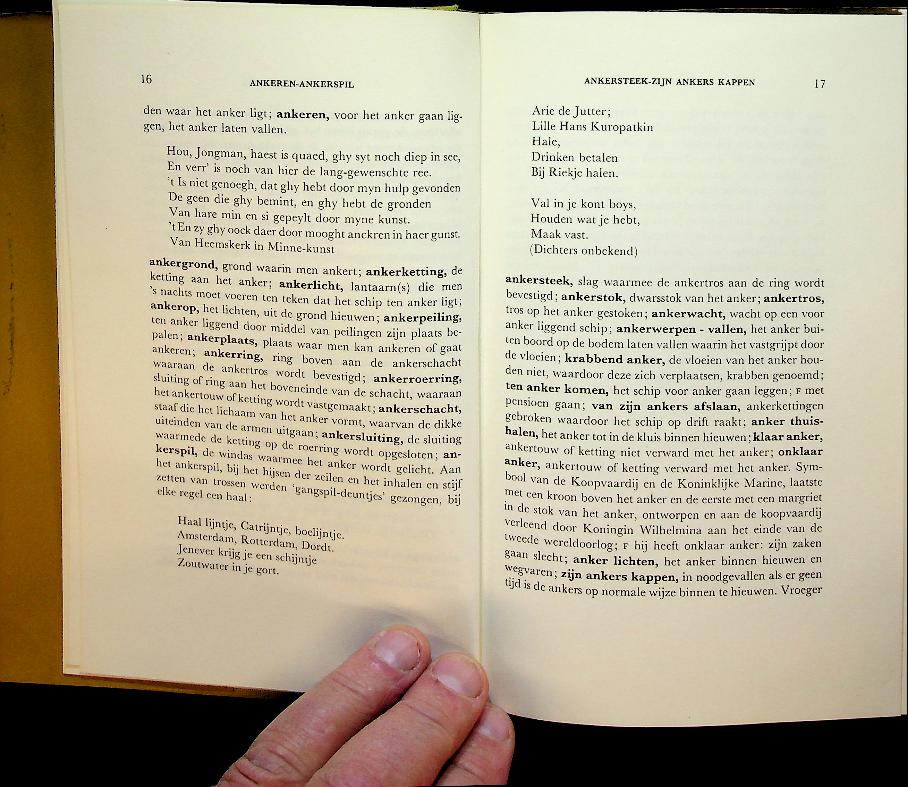 16
ANKEREN-ANKERSPIL
den waar het anker ligt; ankeren, voor het anker gaan lig-
gen, het anker laten vallen.
Hou, Jongman, haest is quaed, ghy syt noch diep in see,
En verr' is noch van hier de lang-gewenschte ree.
't Is niet genoegh, dat ghy hebt door myn hulp gevonden
De geen die ghy bemint, en ghy hebt de gronden
Van hare min en si gepeylt door myne kunst.
't En zy ghy oock daer door mooght anckren in haer gunst.
Van Heemskerk in Minne-kunst
ankergrond, grond waarin men ankert; ankerketting, de
ketting aan het anker; ankerlicht, lantaarn(s) die men
's nachts moet voeren ten teken dat het schip ten anker ligt;
ankerop, het lichten, uit de grond hieuwen; ankerpeiling,
ten anker liggend door middel van peilingen zijn plaats be-
palen; ankerplaats, plaats waar men kan ankeren of gaat
ankeren; ankerring, ring boven aan de ankerschacht
waaraan de ankertros wordt bevestigd; ankerroerring,
sluiting of ring aan het boveneinde van de schacht, waaraan
het ankertouw of ketting wordt vastgemaakt; ankerschacht,
staaf die het lichaam van het anker vormt, waarvan de dikke
uiteinden van de armen uitgaan; ankersluiting, de sluiting
waarmede de ketting op de roerring wordt opgesloten; an-
kerspil, de windas waarmee het anker wordt gelicht. Aan
het ankerspil, bij het hijsen der zeilen en het inhalen en stijf
zetten van trossen werden 'gangspil-deuntjes' gezongen, bij
elke regel een haal:
Haal lijntje, Catrijntje, boelijntje.
Amsterdam, Rotterdam, Dordt.
Jenever krijg je een schijntje
Zoutwater in je gort.
ANKERSTEEK-ZIJN ANKERS KAPPEN
17
Arie de Jutter;
Lille Hans Kuropatkin
Hale,
Drinken betalen
Bij Riekje halen.
Val in je kont boys,
Houden wat je hebt,
Maak vast.
(Dichters onbekend)
ankersteek, slag waarmee de ankertros aan de ring wordt
bevestigd; ankerstok, dwarsstok van het anker; ankertros,
tros op het anker gestoken; ankerwacht, wacht op een voor
anker liggend schip; ankerwerpen - vallen, het anker bui-
ten boord op de bodem laten vallen waarin het vastgrijpt door
de vloeien; krabbend anker, de vloeien van het anker hou-
den niet, waardoor deze zich verplaatsen, krabben genoemd;
ten anker komen, het schip voor anker gaan leggen; F met
pensioen gaan; van zijn ankers afslaan, ankerkettingen
gebroken waardoor het schip op drift raakt; anker thuis-
halen, het anker tot in de kluis binnen hieuwen; klaar anker,
ankertouw of ketting niet verward met het anker; onklaar
anker, ankertouw of ketting verward met het anker. Sym-
bool van de Koopvaardij en de Koninklijke Marine, laatste
met een kroon boven het anker en de eerste met een margriet
in de stok van het anker, ontworpen en aan de koopvaardij
verleend door Koningin Wilhelmina aan het einde van de
tweede wereldoorlog; F hij heeft onklaar anker: zijn zaken
gaan slecht; anker lichten, het anker binnen hieuwen en
wegvaren; zijn ankers kappen, in noodgevallen als er geen
tijd is de ankers op normale wijze binnen te hieuwen. Vroeger